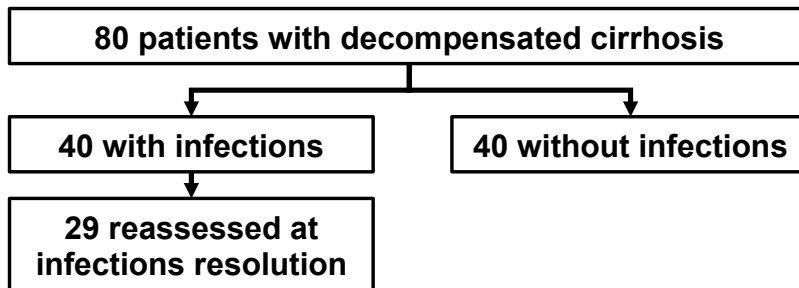 80 patients with decompensated cirrhosis
40 with infections
40 without infections
29 reassessed at
infections resolution